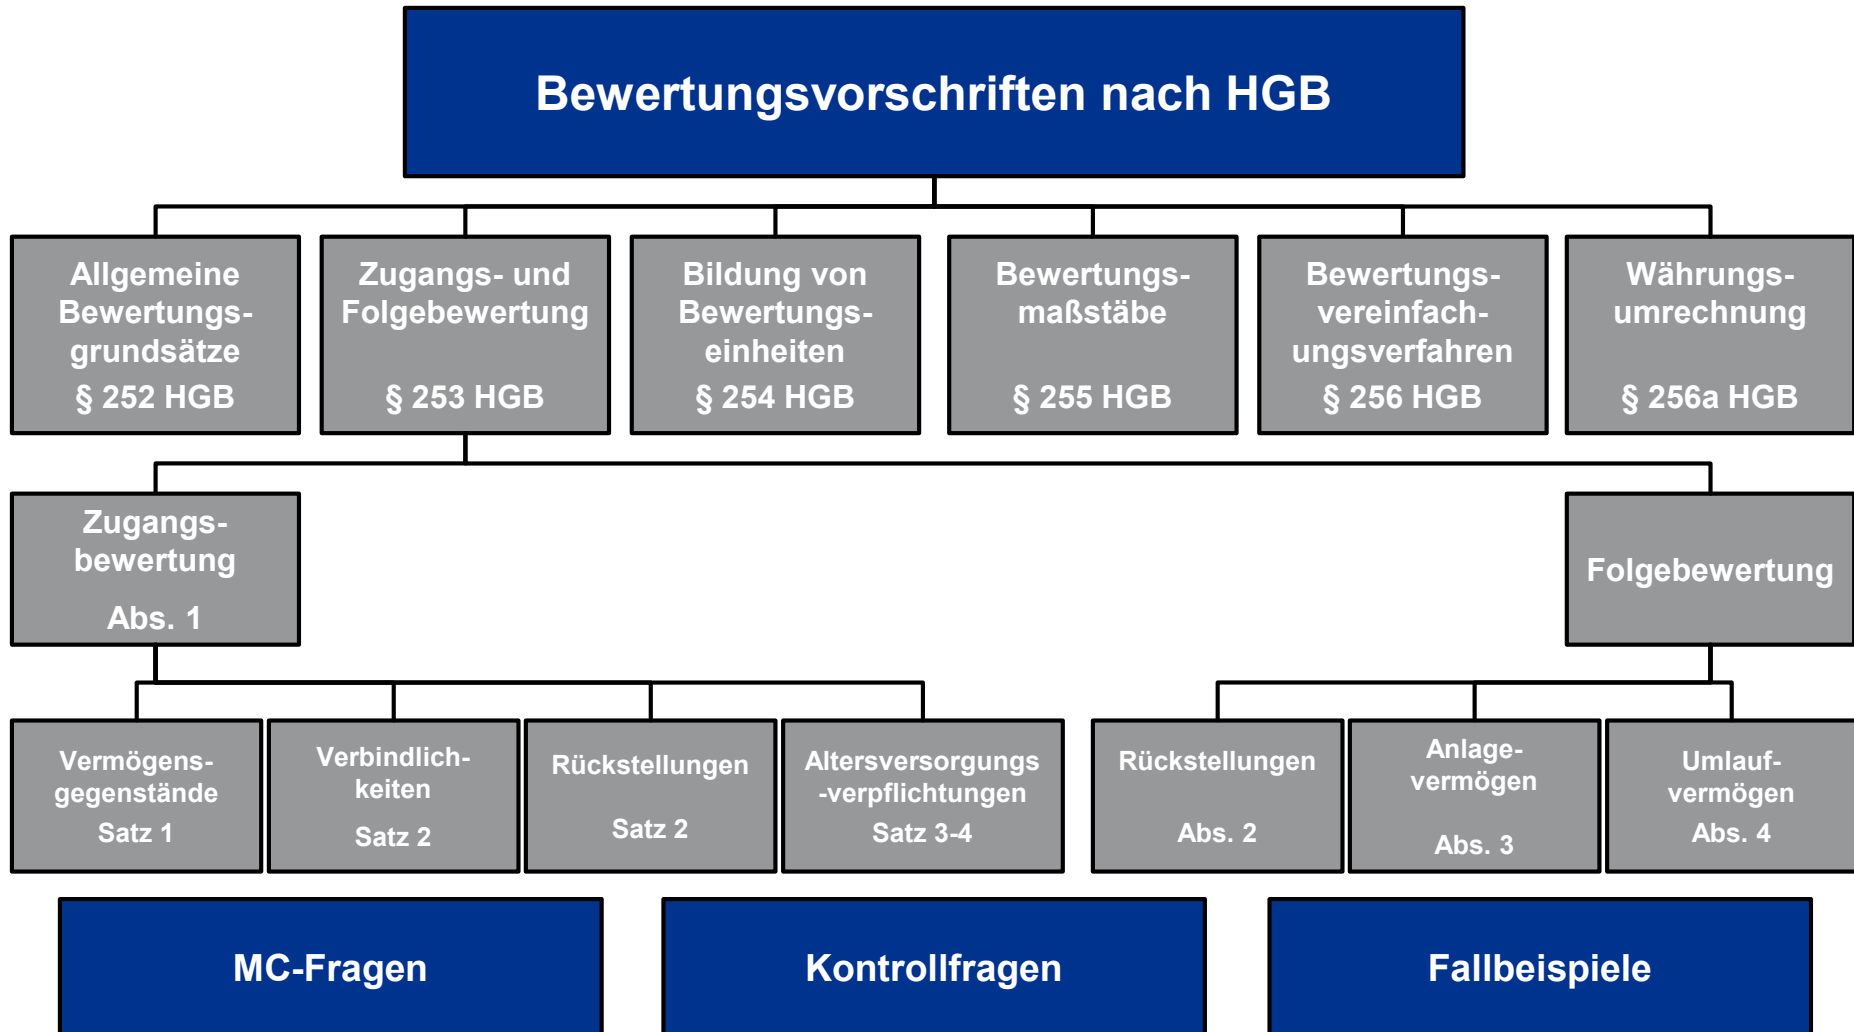 Bewertungsvorschriften nach HGB
Allgemeine
Bewertungs-
grundsätze
§ 252 HGB
Zugangs- und
Folgebewertung
§ 253 HGB
Bildung von
Bewertungs-
einheiten
§ 254 HGB
Bewertungs-
maßstäbe
§ 255 HGB
Bewertungs-
vereinfach-
ungsverfahren
§ 256 HGB
Währungs-
umrechnung
§ 256a HGB
Zugangs-
bewertung
Abs. 1
Folgebewertung
Vermögens-
gegenstände
Satz 1
Verbindlich-
keiten
Satz 2
Rückstellungen
Satz 2
Altersversorgungs
-verpflichtungen
Satz 3-4
Rückstellungen
Abs. 2
Anlage-
vermögen
Abs. 3
Umlauf-
vermögen
Abs. 4
MC-Fragen
Kontrollfragen
Fallbeispiele